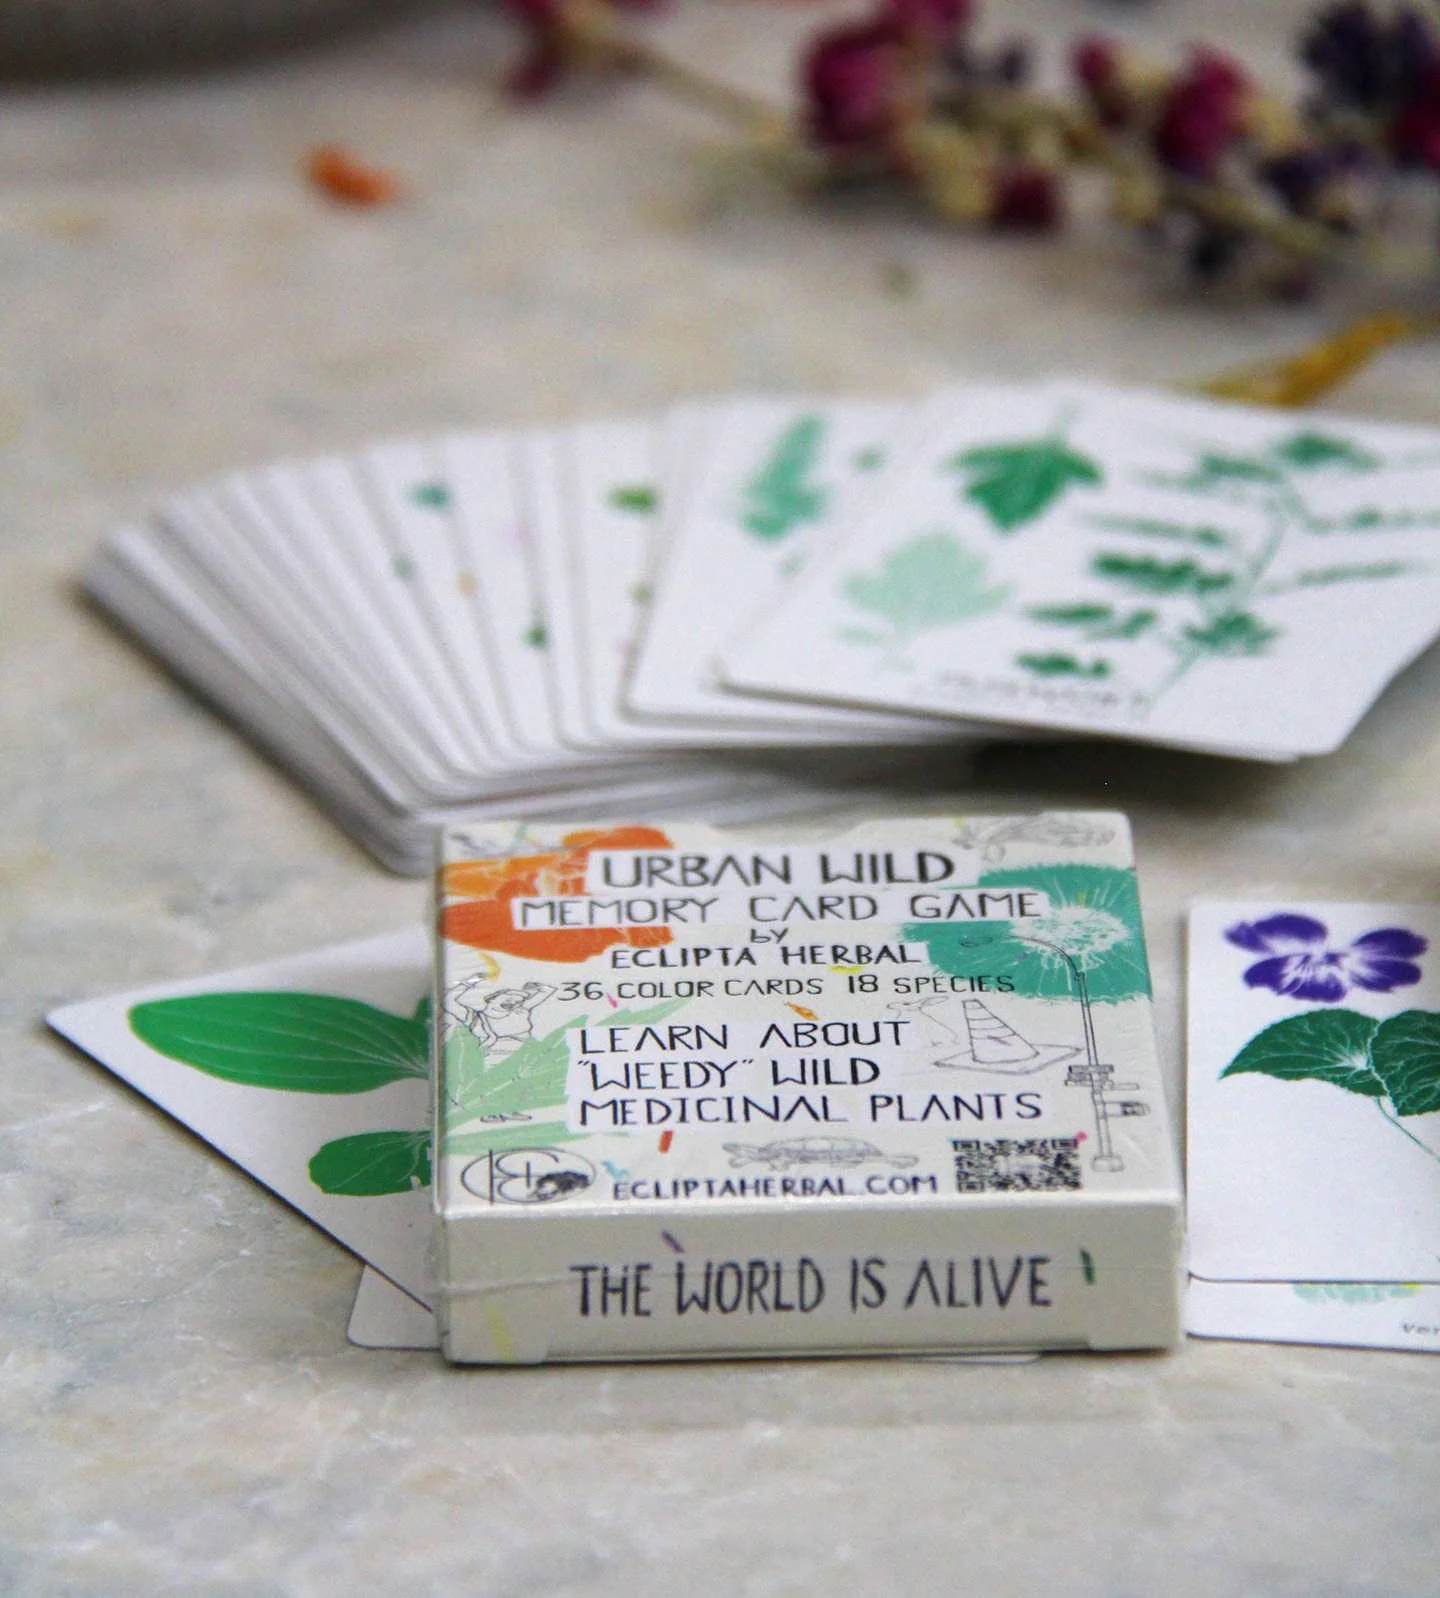 URBAN WILD
MEMORY CARD GAME
by
ECLIPTA HERBAL
36 COLOR CARDS 18 SPECIES
LEARN ABOUT
"WEEDY" WILD
MEDICINAL PLANTS
ECLIPTAHERBAL.COM
THE WORLD IS ALIVE